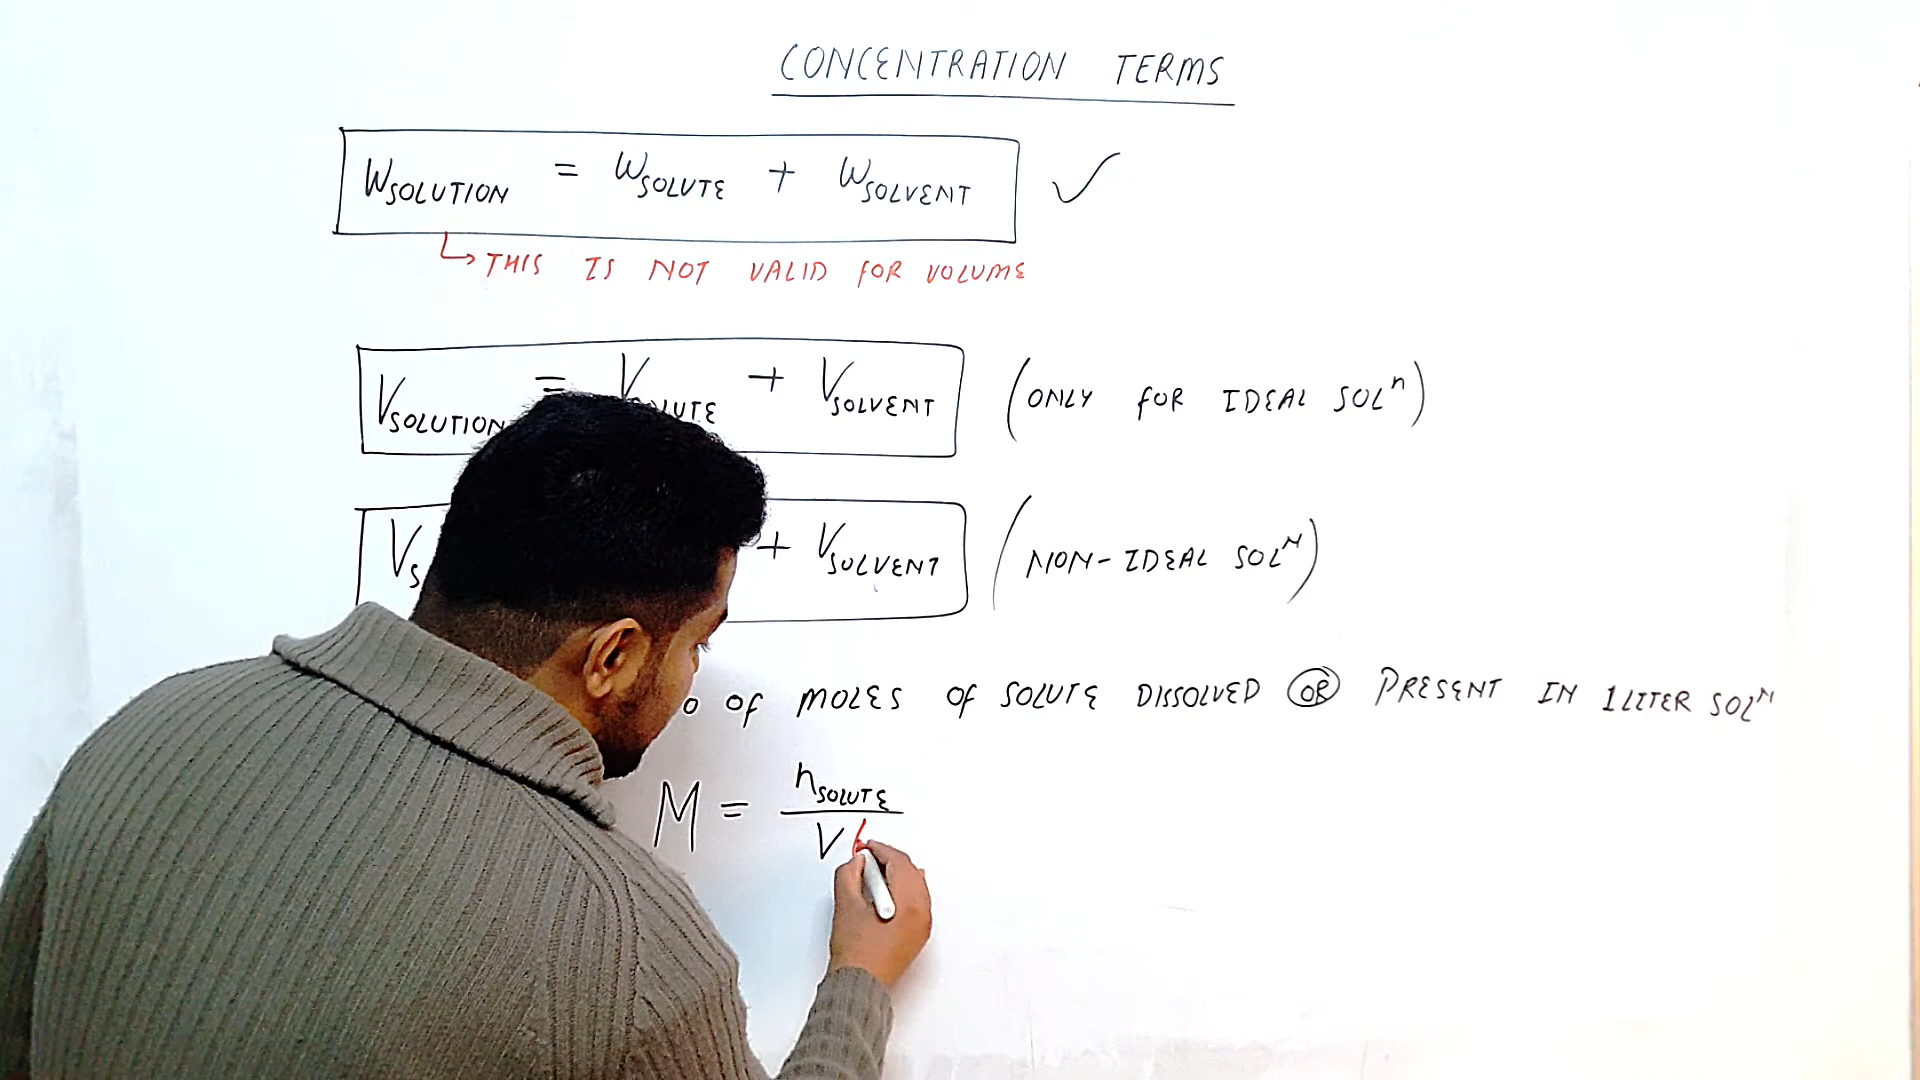 CONCENTRATION TERMS
W SOLUTION = W SOLUTE + W SOLVENT ✓
↳ THIS IS NOT VALID FOR VOLUME
V SOLUTION = V + V SOLVENT (ONLY FOR IDEAL SOLⁿ)
+ V SOLVENT (NON-IDEAL SOLᴺ)
OF MOLES OF SOLUTE DISSOLVED OR PRESENT IN 1 LITER SOLᴺ
M = n SOLUTE
V